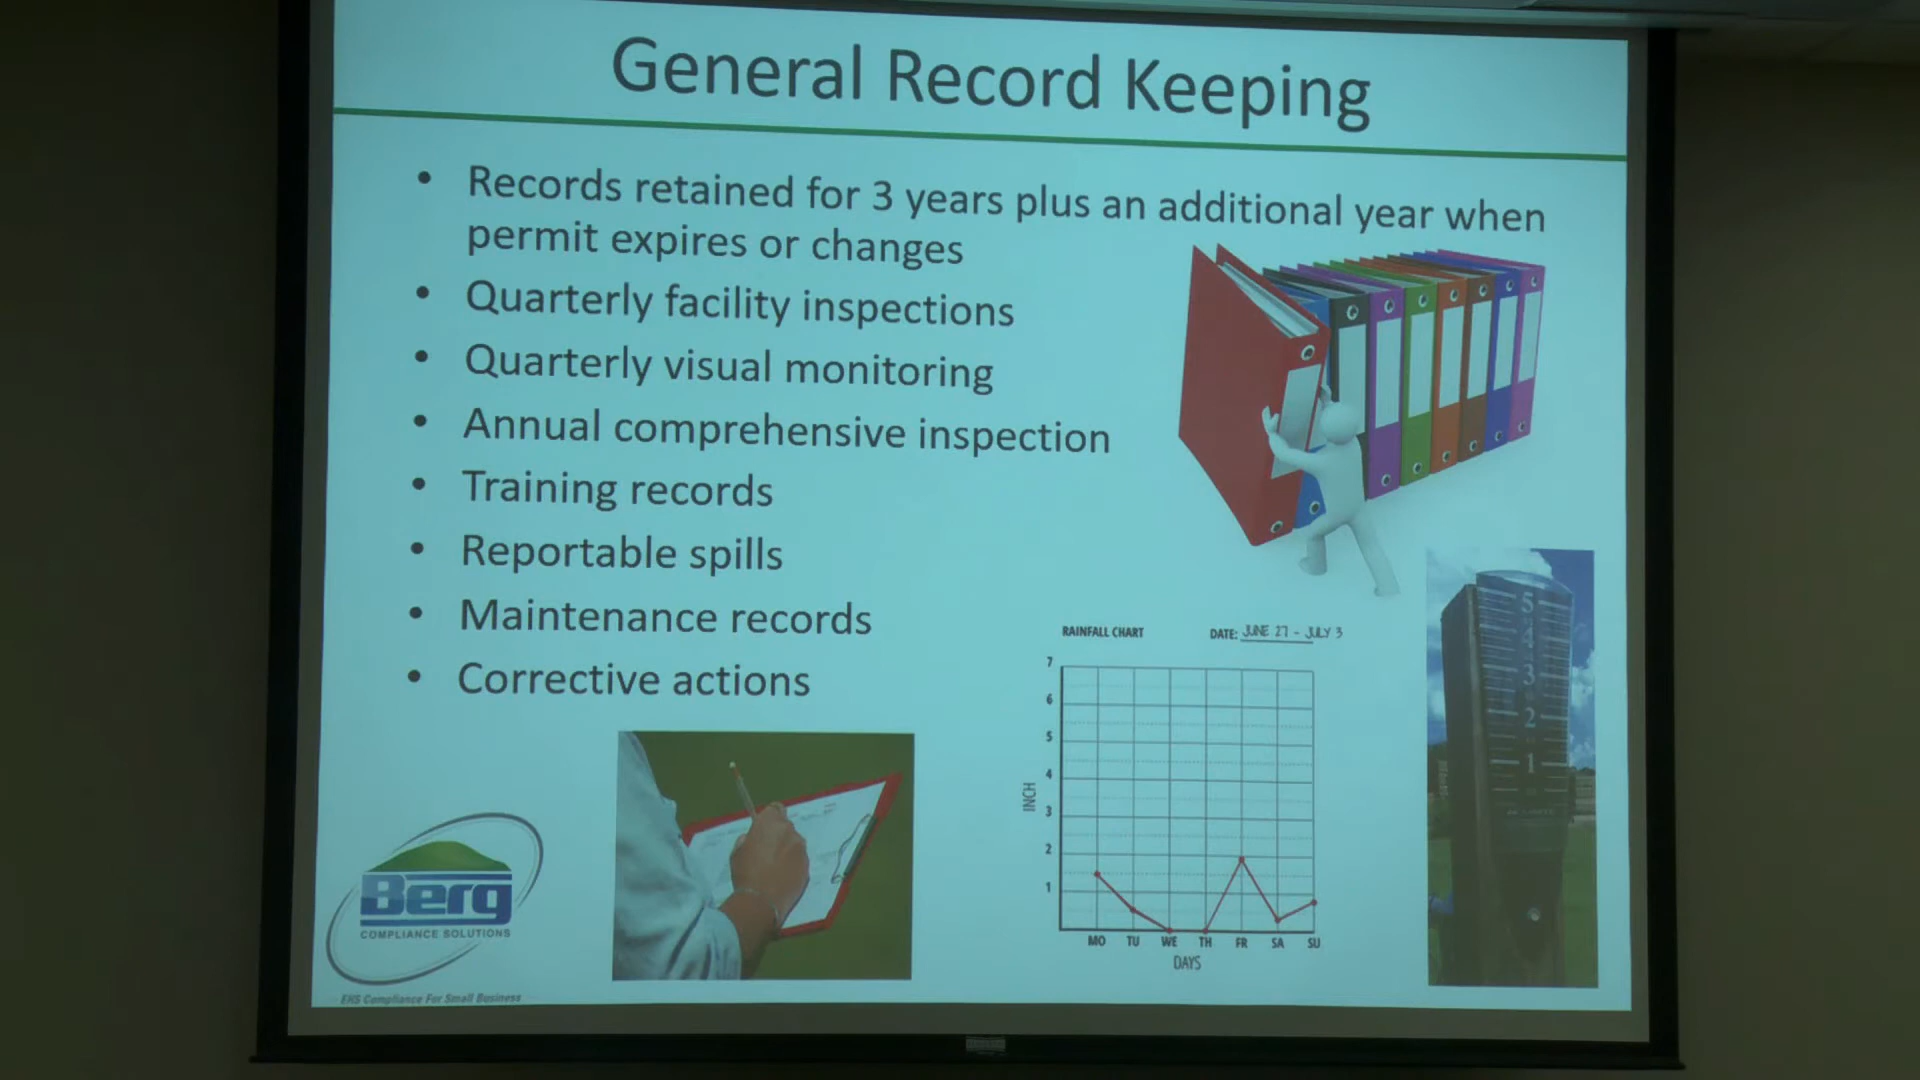 General Record Keeping
• Records retained for 3 years plus an additional year when
permit expires or changes
• Quarterly facility inspections
• Quarterly visual monitoring
• Annual comprehensive inspection
• Training records
• Reportable spills
• Maintenance records
• Corrective actions
RAINFALL CHART DATE: JUNE 27 - JULY 3
7
6
5
4
3
2
1
INCH
MO TU WE TH FR SA SU
DAYS
5
4
3
2
1
Berg
COMPLIANCE SOLUTIONS
EHS Compliance For Small Business